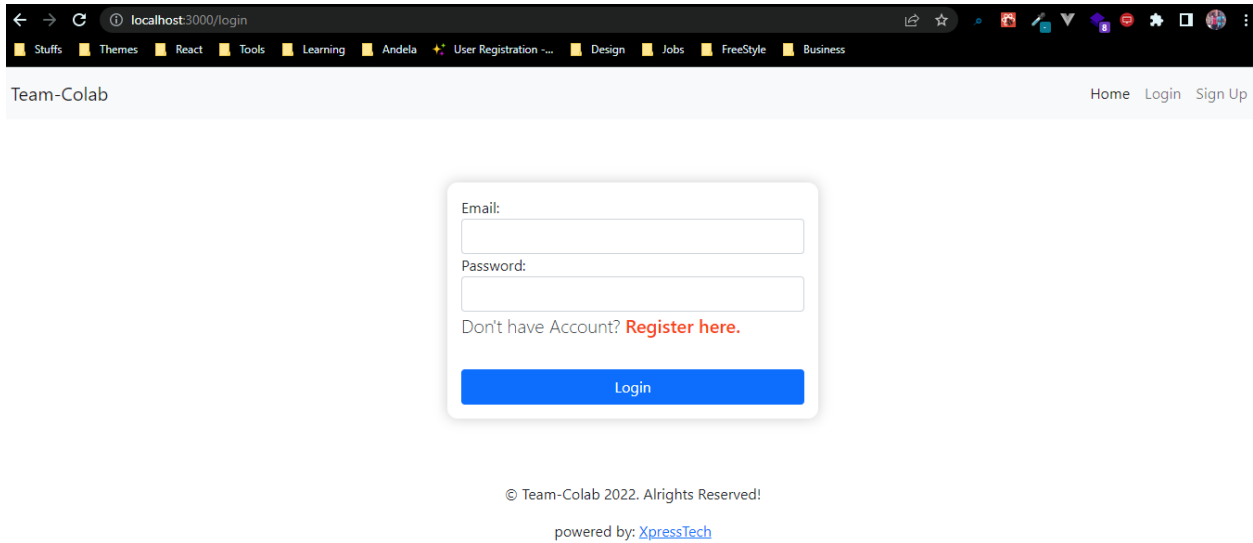 localhost:3000/login
8
Stuffs Themes React Tools Learning Andela User Registration -... Design Jobs FreeStyle Business
Team-Colab Home Login Sign Up
Email:
Password:
Don't have Account? Register here.
Login
© Team-Colab 2022. Alrights Reserved!
powered by: XpressTech